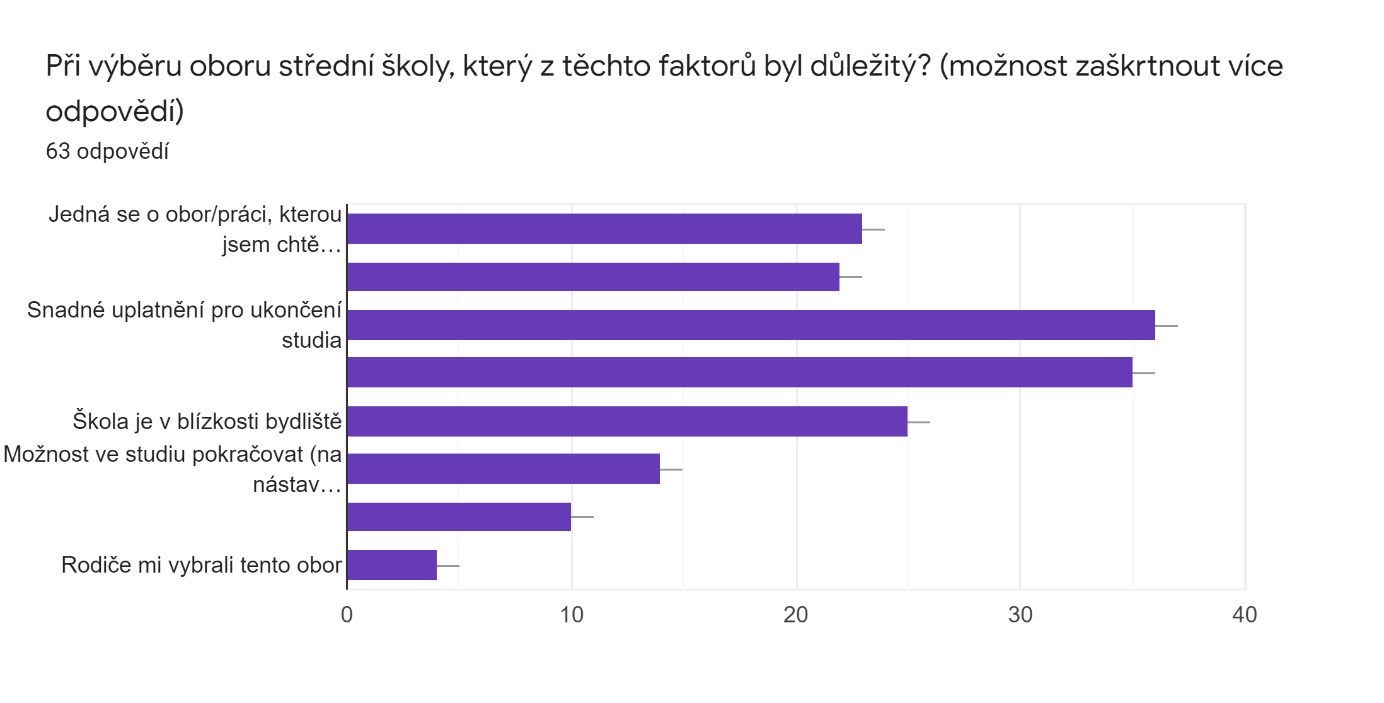 Při výběru oboru střední školy, který z těchto faktorů byl důležitý? (možnost zaškrtnout více
odpovědí)
63 odpovědí
Jedná se o obor/práci, kterou
jsem chtě…
Snadné uplatnění pro ukončení
studia
Škola je v blízkosti bydliště
Možnost ve studiu pokračovat (na
nástav…
Rodiče mi vybrali tento obor
0
10
20
30
40